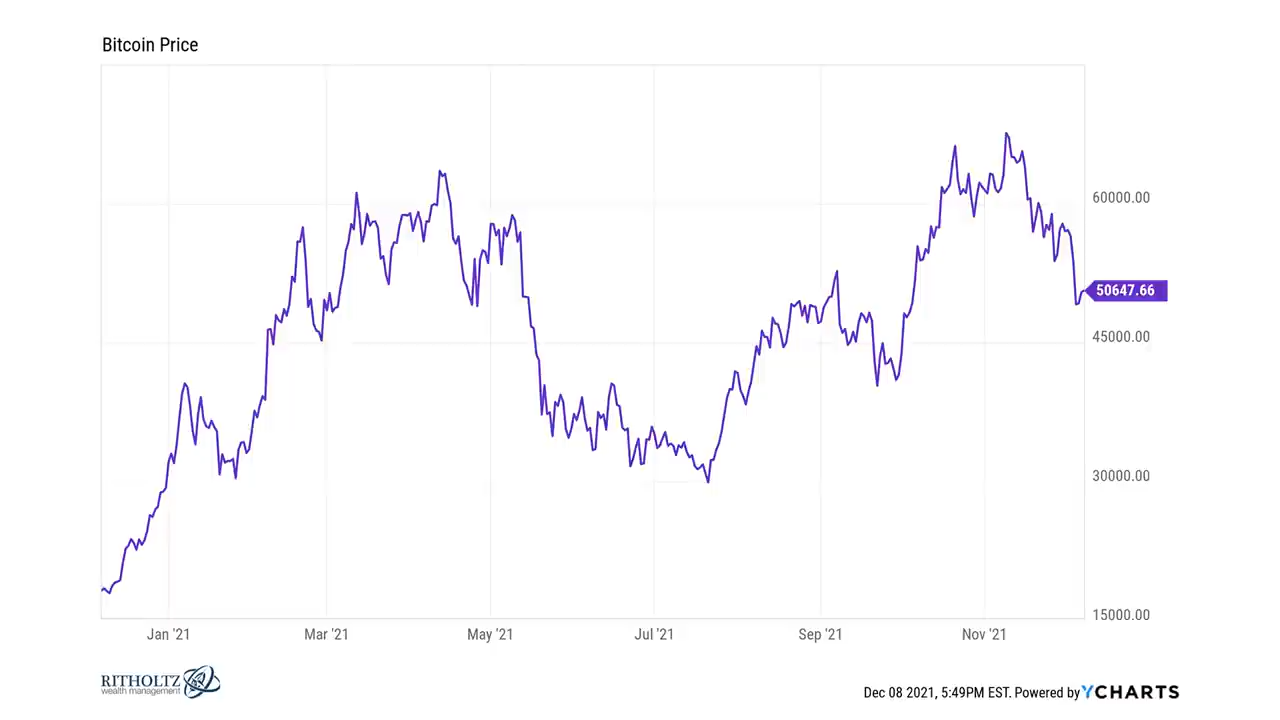 Bitcoin Price
60000.00
50647.66
45000.00
30000.00
15000.00
Jan '21 Mar '21 May '21 Jul '21 Sep '21 Nov '21
RITHOLTZ
wealth management
Dec 08 2021, 5:49PM EST. Powered by YCHARTS